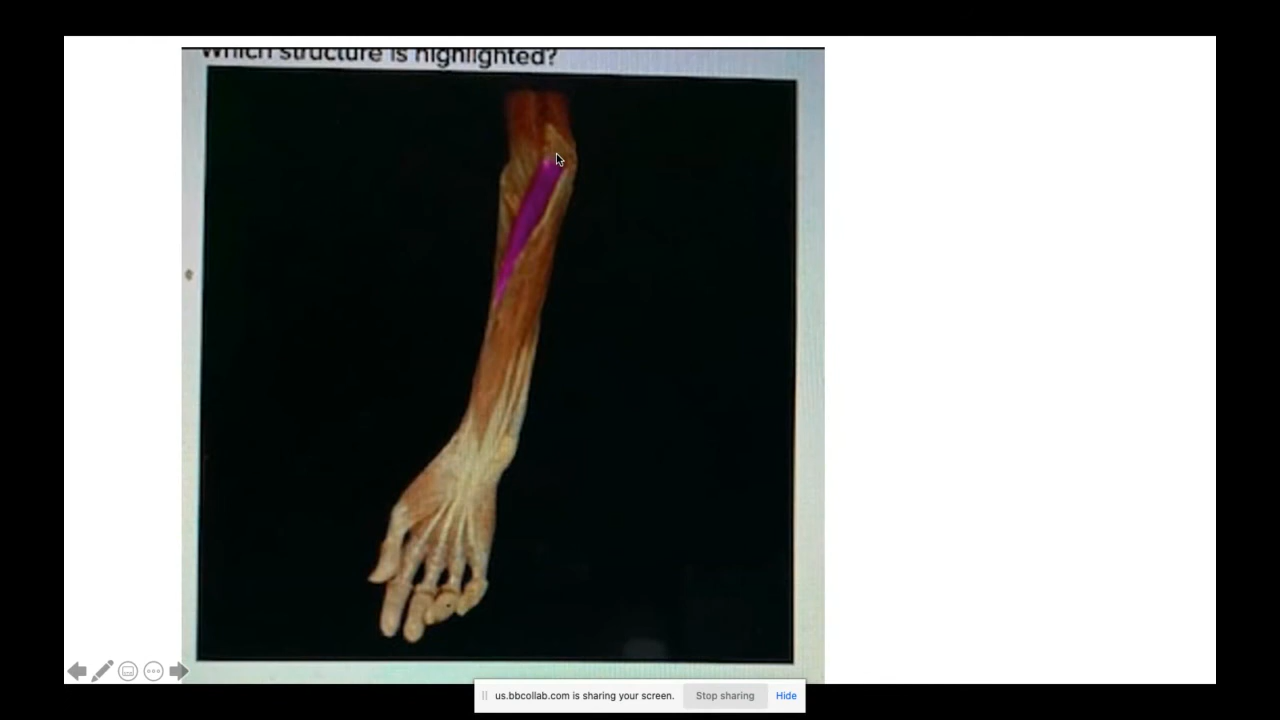 Which structure is highlighted?
us.bbcollab.com is sharing your screen. Stop sharing Hide